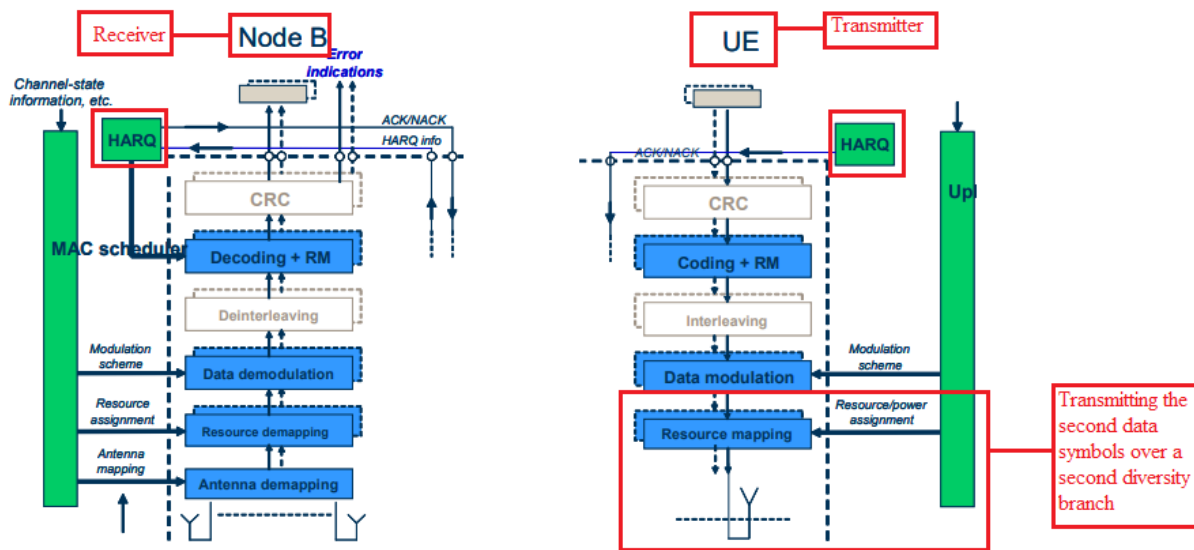 Receiver
Node B
Error
indications
Channel-state
information, etc.
HARQ
ACK/NACK
HARQ info
CRC
MAC scheduler
Decoding + RM
Deinterleaving
Modulation
scheme
Data demodulation
Resource
assignment
Resource demapping
Antenna
mapping
Antenna demapping
UE
Transmitter
ACK/NACK
HARQ
CRC
Upl
Coding + RM
Interleaving
Data modulation
Modulation
scheme
Resource mapping
Resource/power
assignment
Transmitting the
second data
symbols over a
second diversity
branch